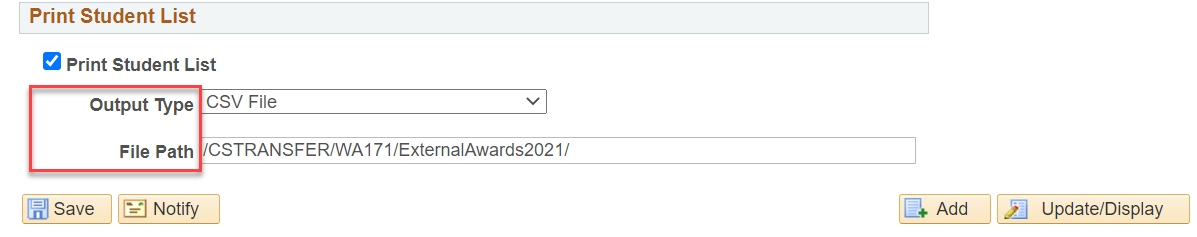 Print Student List
Print Student List
Output Type CSV File
File Path /CSTRANSFER/WA171/ExternalAwards2021/
Save Notify Add Update/Display